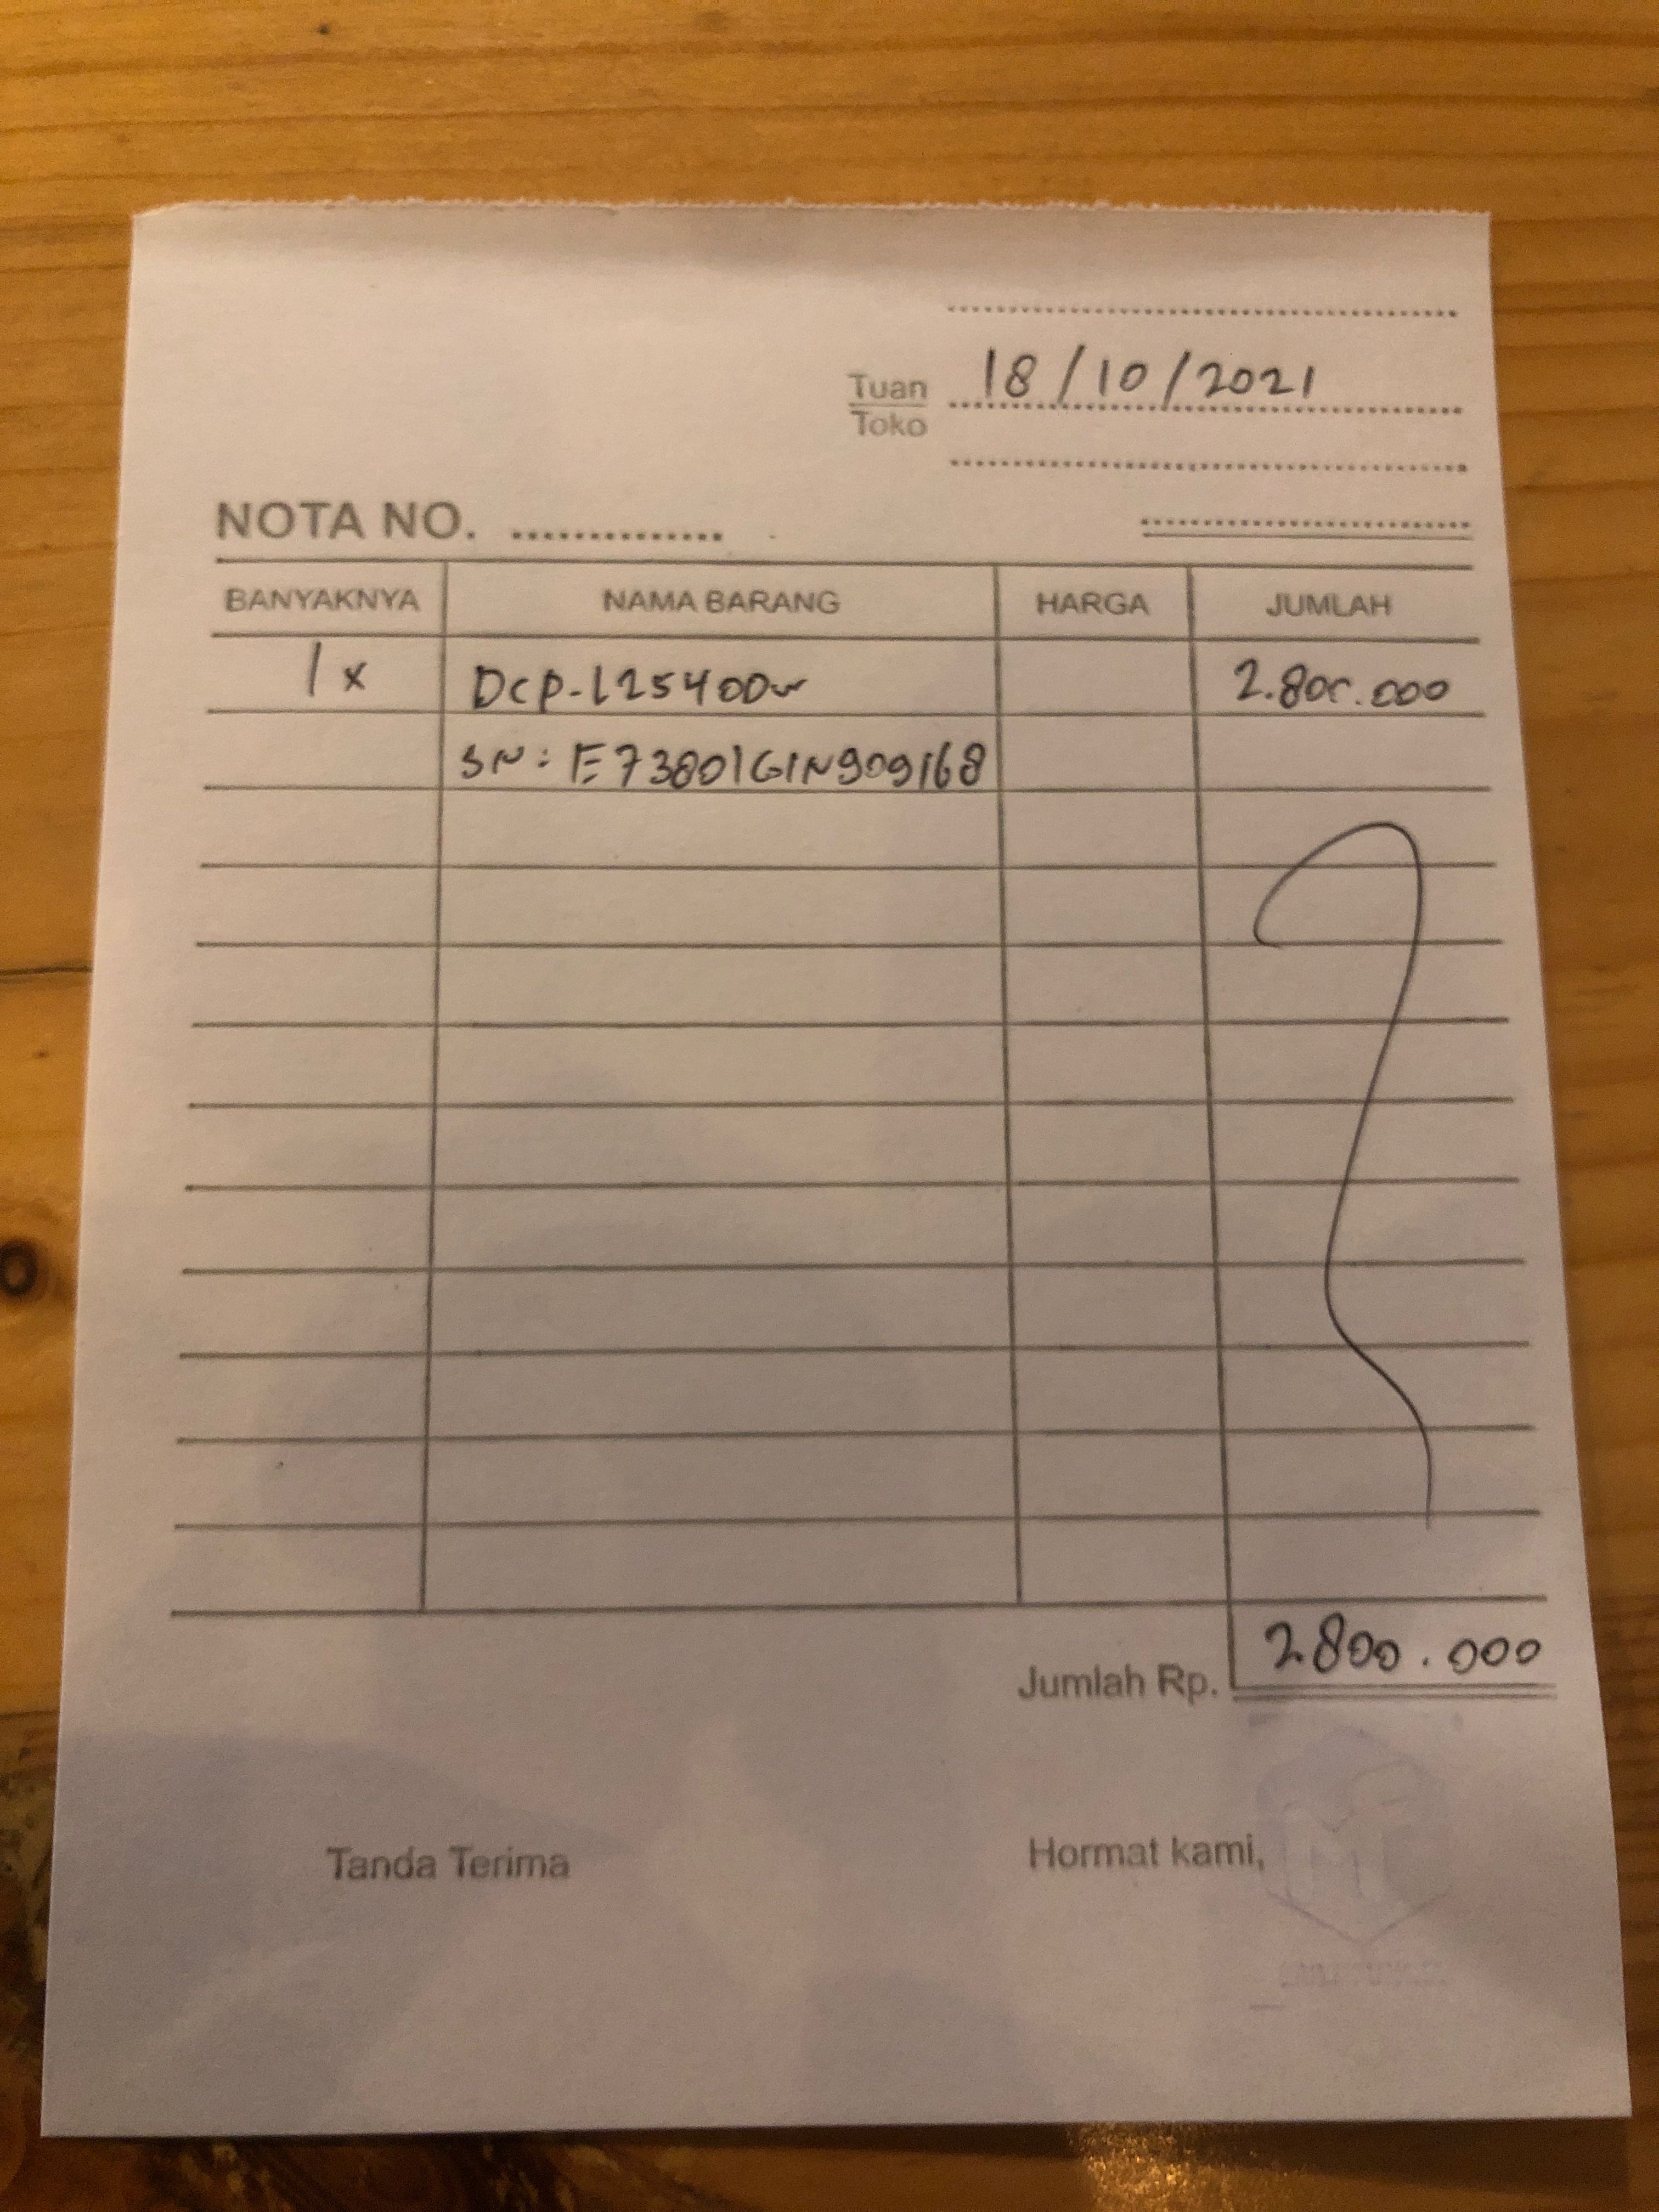 18/10/2021
Tuan
Toko
NOTA NO.
BANYAKNYA NAMA BARANG HARGA JUMLAH
1x DCP-L2540Dw 2.800.000
SN: E73801G1N909168
Jumlah Rp. 2.800.000
Tanda Terima Hormat kami,